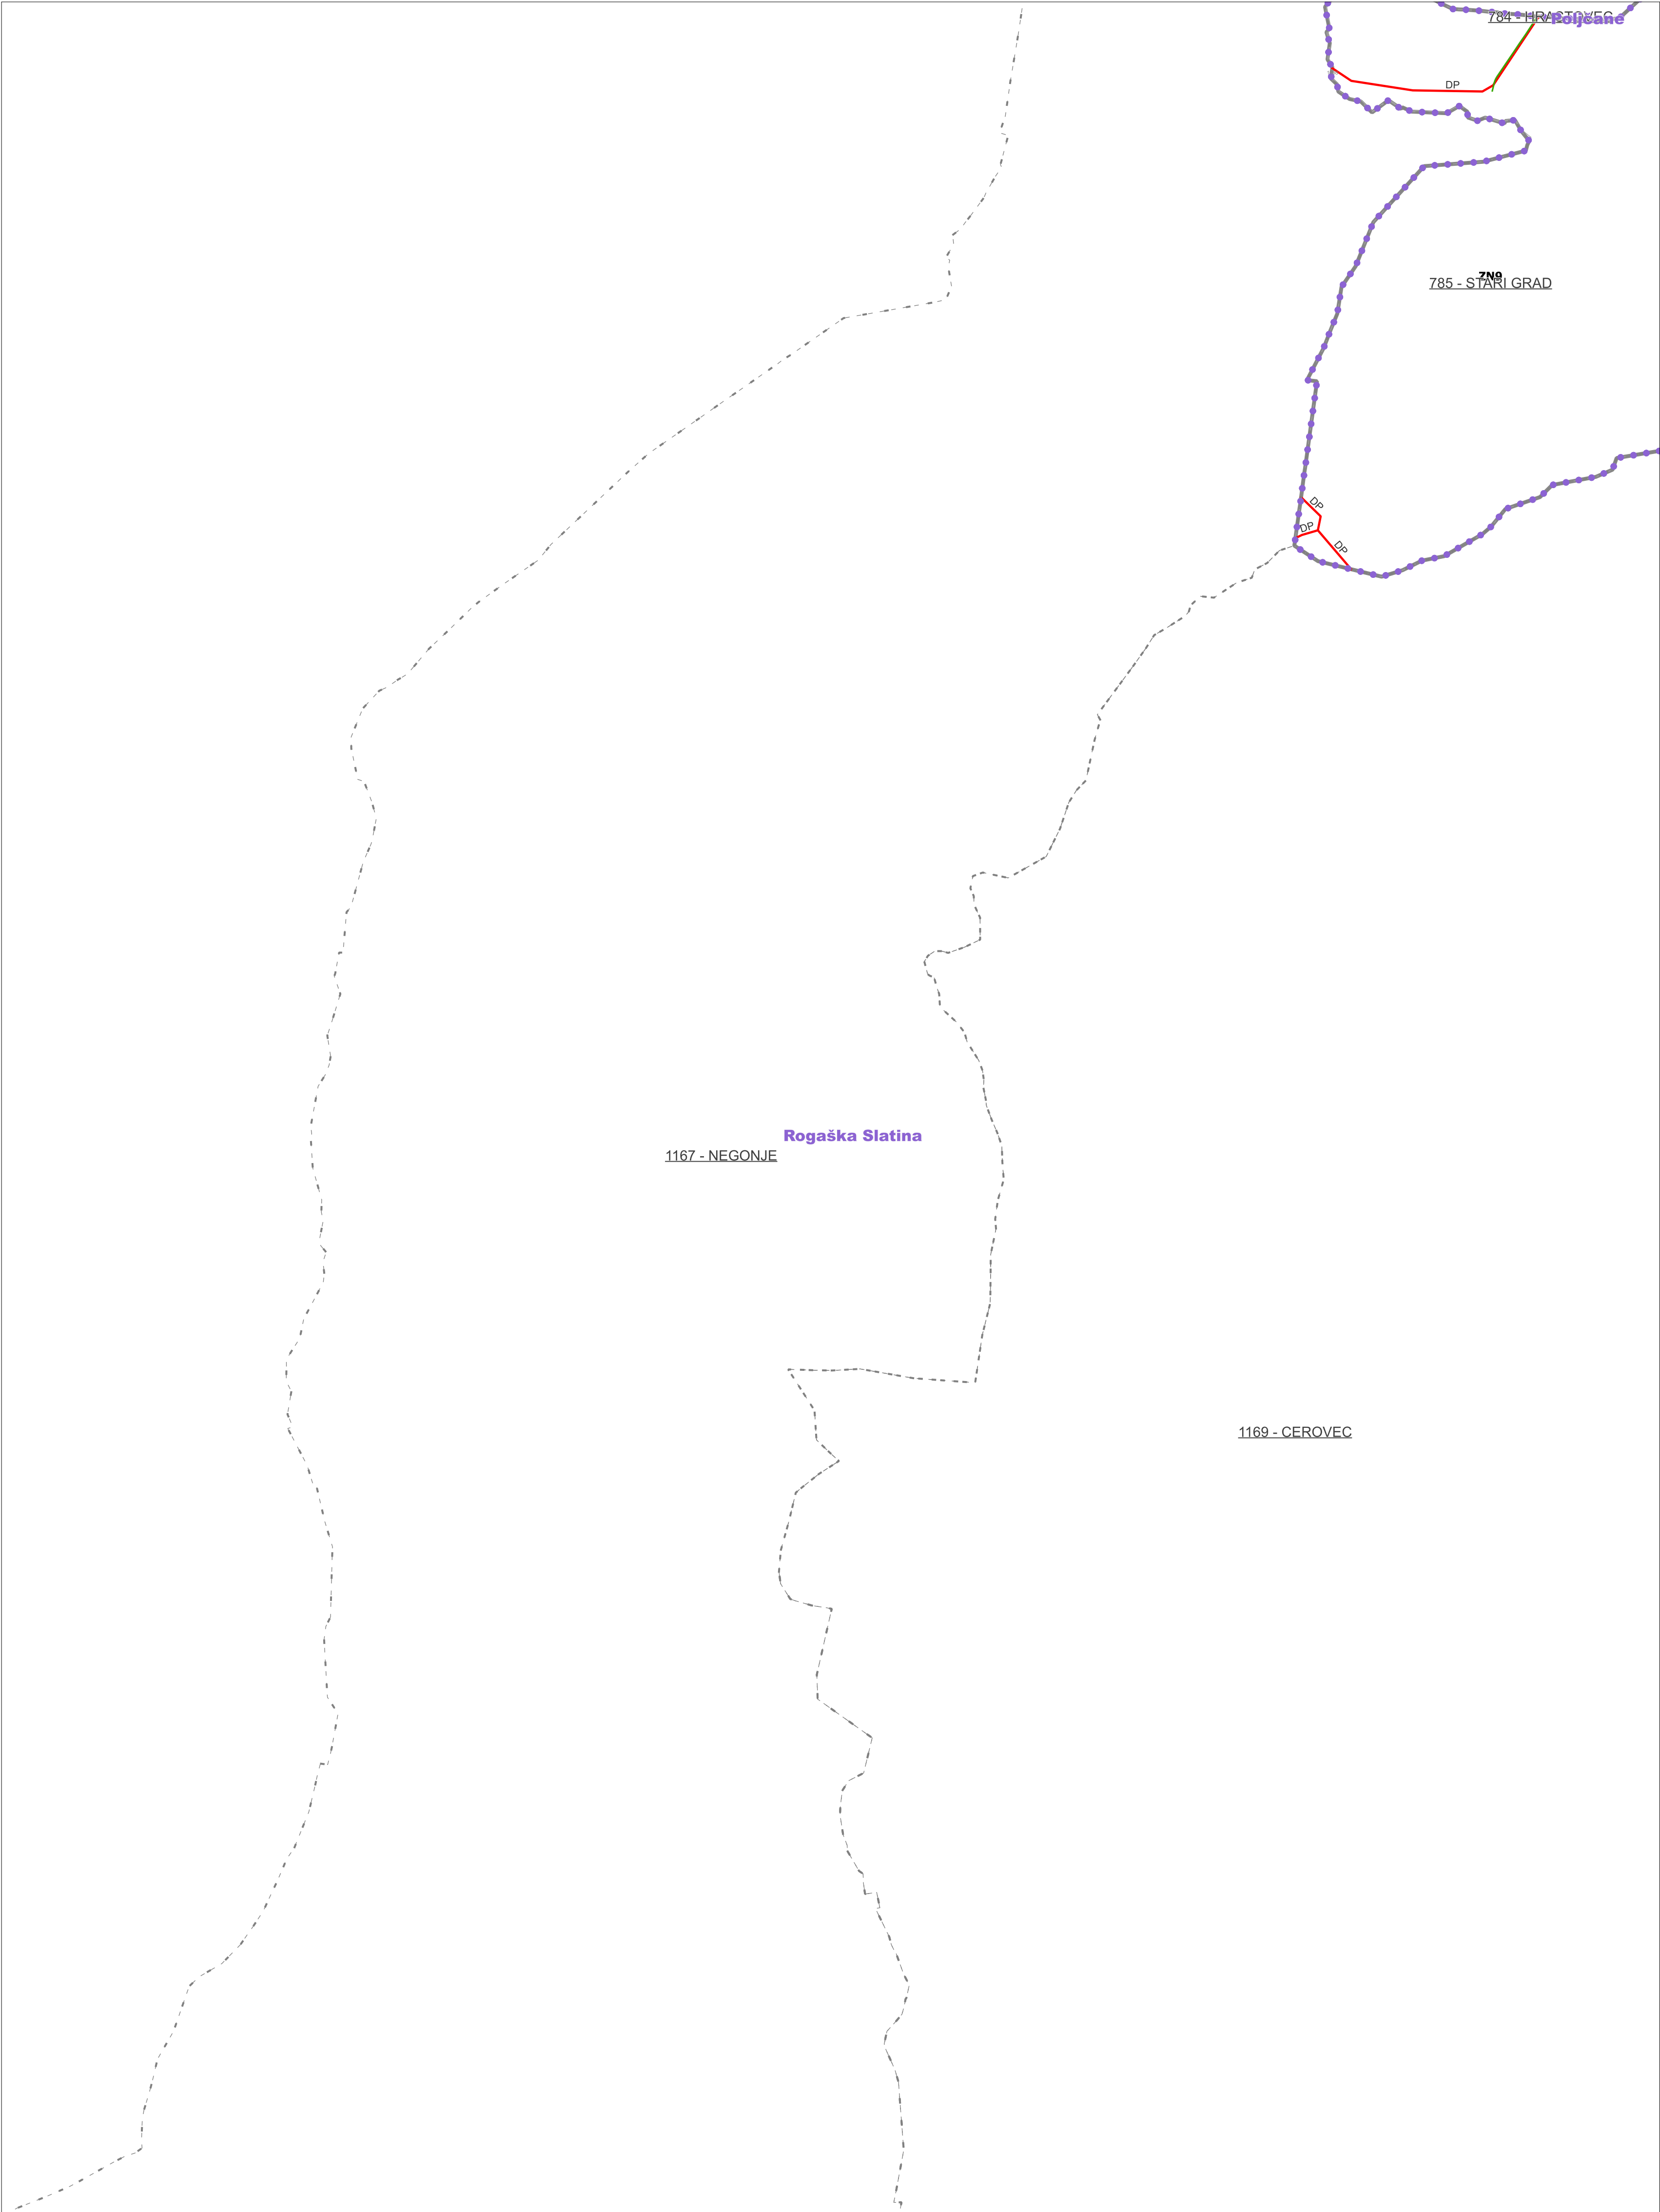 784 - HRASTOVEC
Poljčane
DP
ZN9
785 - STARI GRAD
DP
DP
DP
Rogaška Slatina
1167 - NEGONJE
1169 - CEROVEC